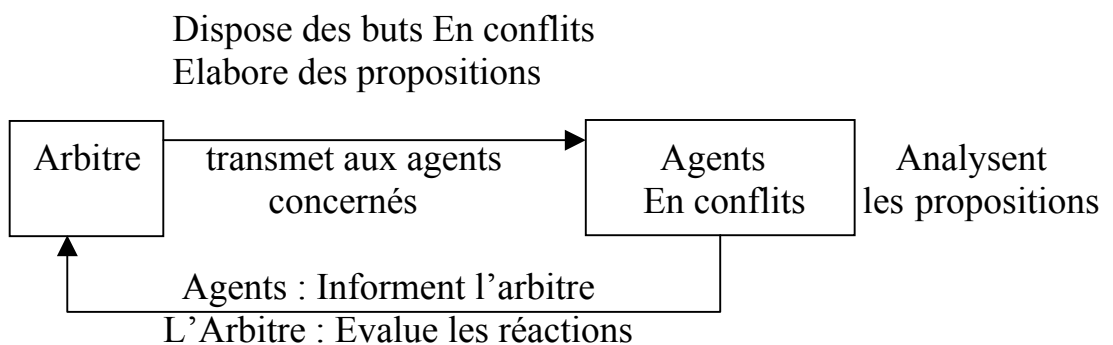 Dispose des buts En conflits
Elabore des propositions
Arbitre
transmet aux agents
concernés
Agents
En conflits
Analysent
les propositions
Agents : Informent l’arbitre
L’Arbitre : Evalue les réactions